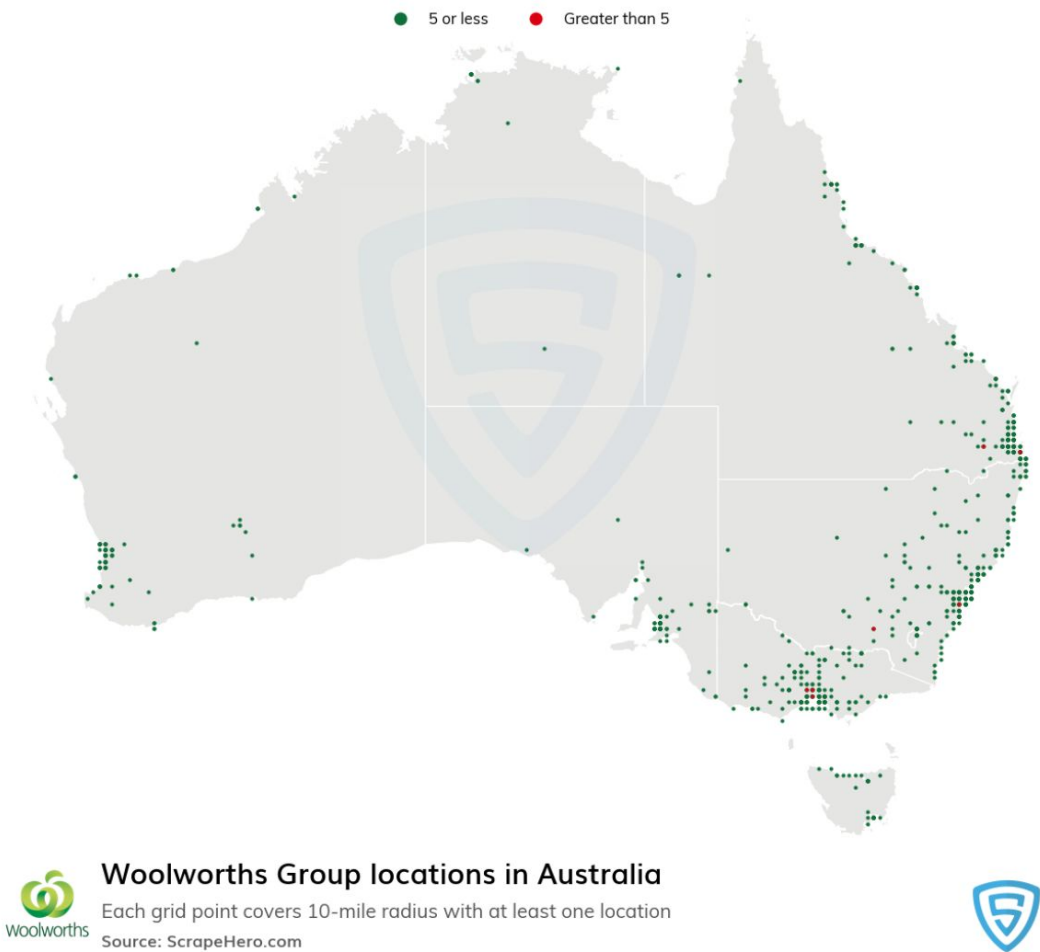 5 or less Greater than 5
Woolworths Group locations in Australia
Each grid point covers 10-mile radius with at least one location
Woolworths
Source: ScrapeHero.com